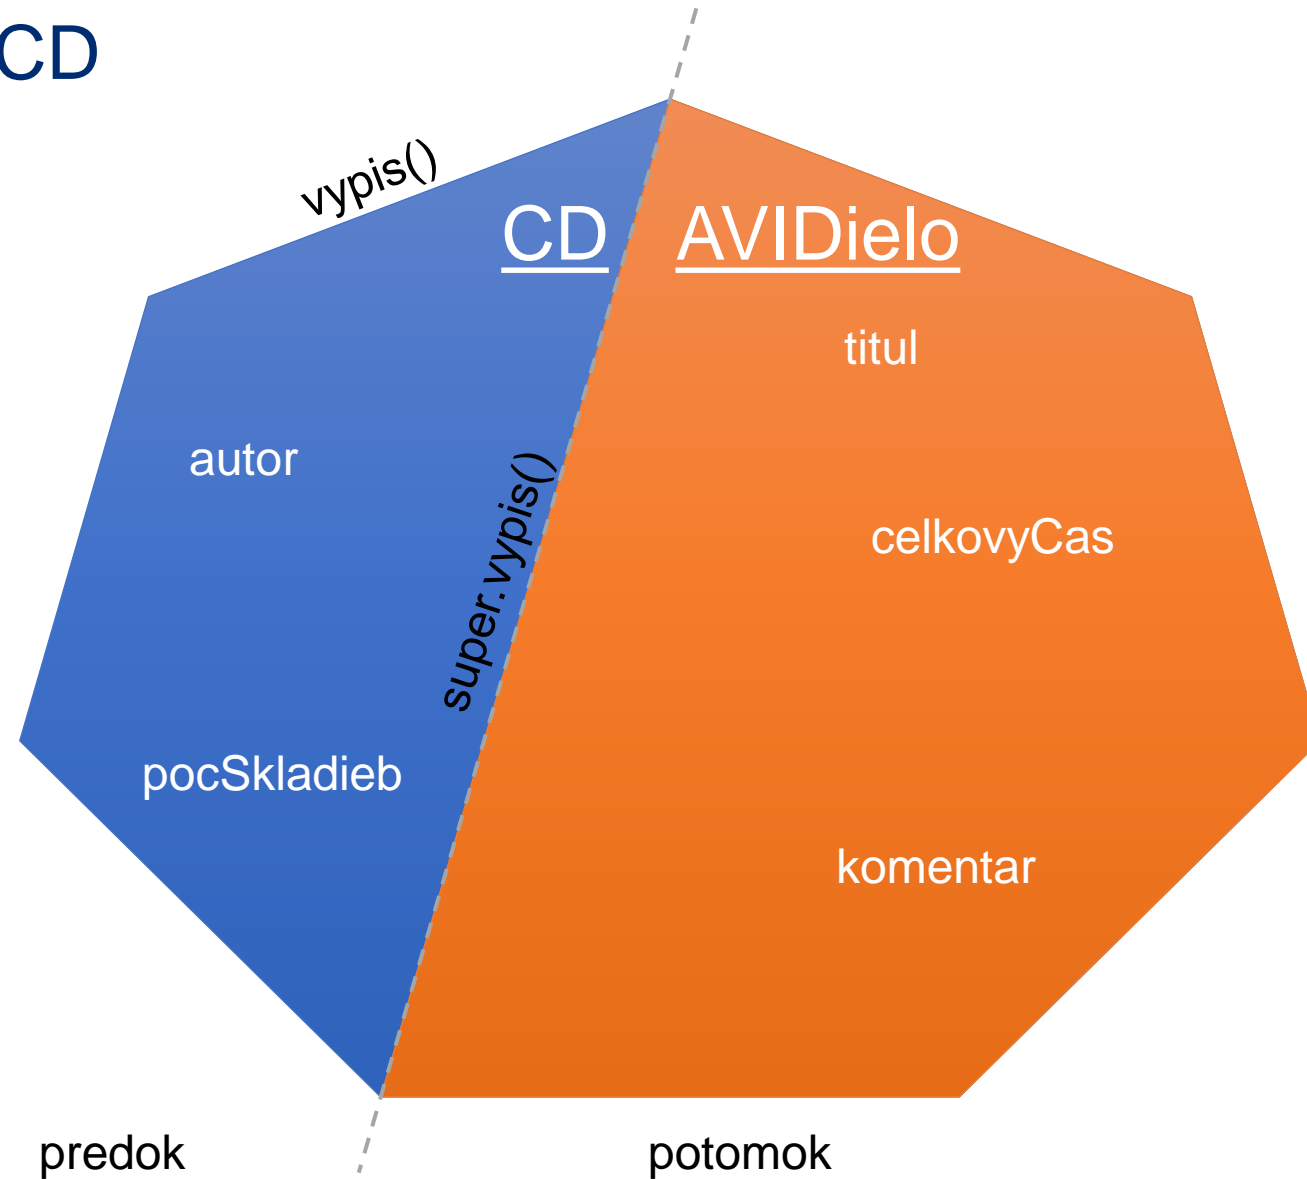 CD
vypis()
CD
AVIDielo
titul
autor
super.vypis()
celkovyCas
pocSkladieb
komentar
predok
potomok